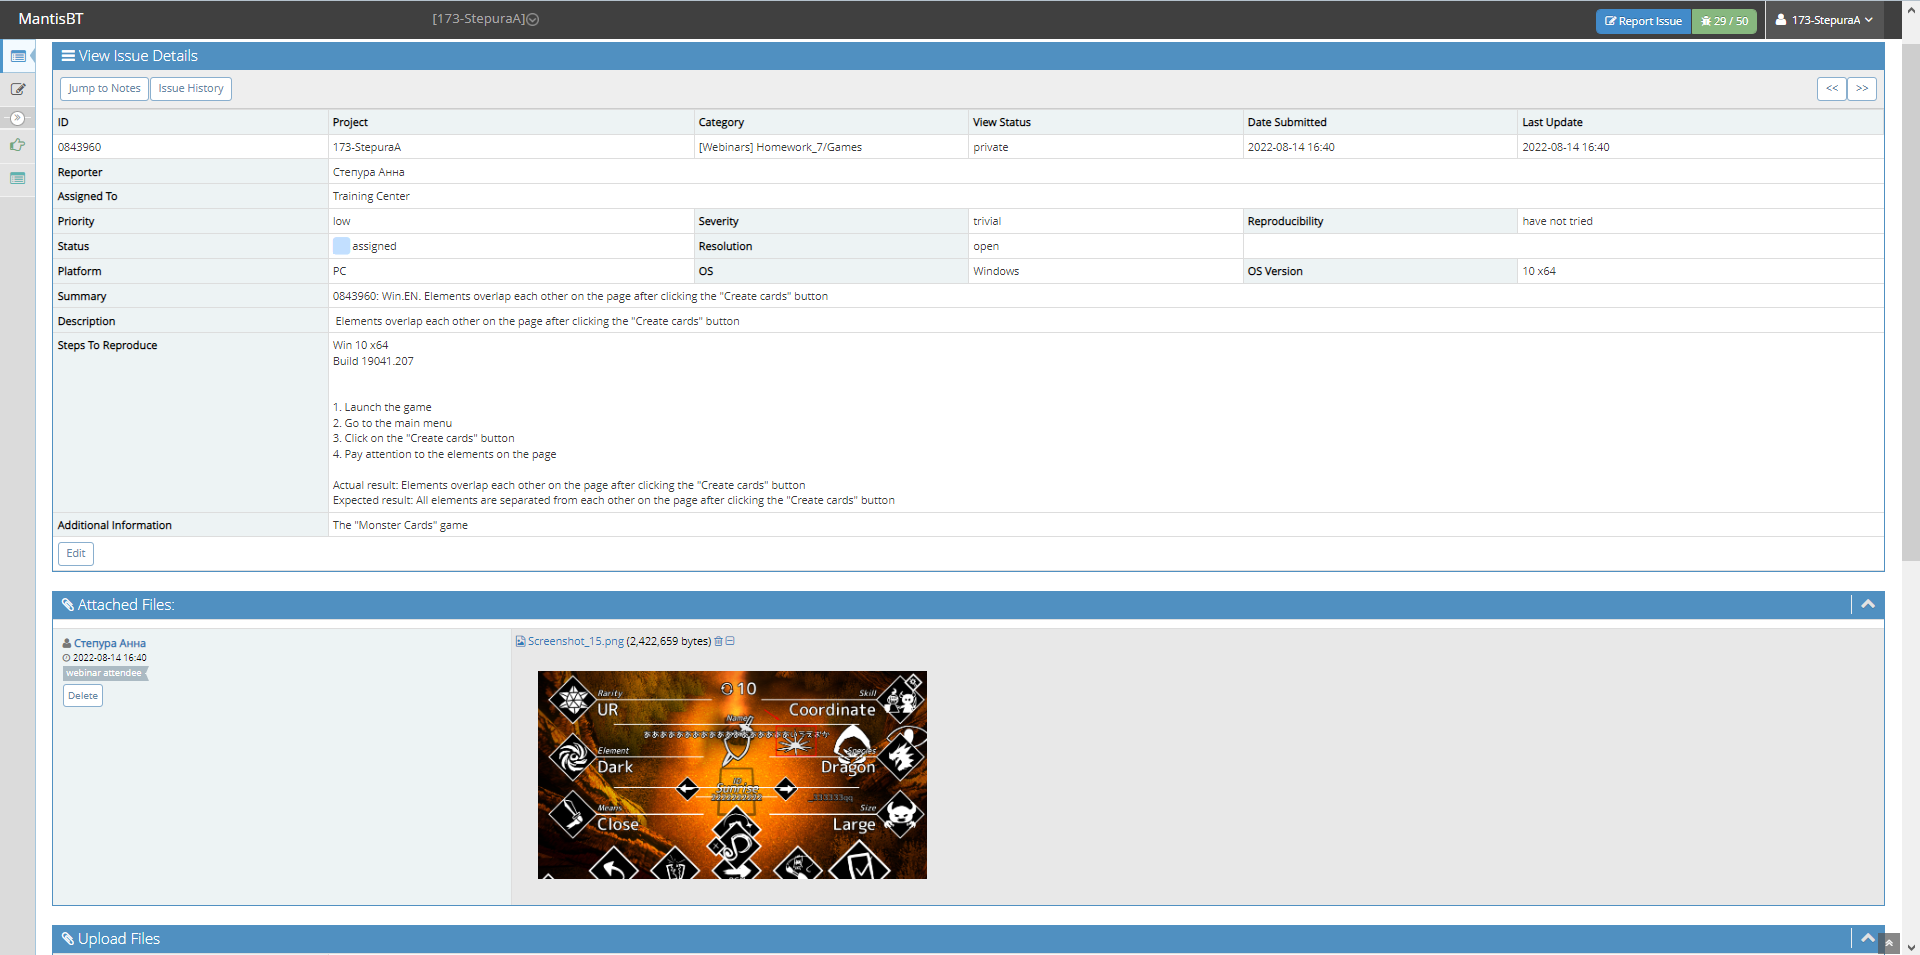 MantisBT
[173-StepuraA]
Report Issue
29 / 50
173-StepuraA
View Issue Details
Jump to Notes
Issue History
<<
>>
ID Project Category View Status Date Submitted Last Update
0843960 173-StepuraA [Webinars] Homework_7/Games private 2022-08-14 16:40 2022-08-14 16:40
Reporter Степура Анна
Assigned To Training Center
Priority low Severity trivial Reproducibility have not tried
Status assigned Resolution open
Platform PC OS Windows OS Version 10 x64
Summary 0843960: Win.EN. Elements overlap each other on the page after clicking the "Create cards" button
Description Elements overlap each other on the page after clicking the "Create cards" button
Steps To Reproduce Win 10 x64
Build 19041.207
1. Launch the game
2. Go to the main menu
3. Click on the "Create cards" button
4. Pay attention to the elements on the page
Actual result: Elements overlap each other on the page after clicking the "Create cards" button
Expected result: All elements are separated from each other on the page after clicking the "Create cards" button
Additional Information The "Monster Cards" game
Edit
Attached Files:
Степура Анна
2022-08-14 16:40
webinar attendee
Delete
Screenshot_15.png (2,422,659 bytes)
Rarity 10 Skill
UR Coordinate
Name
Element Species
Dark Dragon
Sunrise
Means Size
Close Large
Upload Files